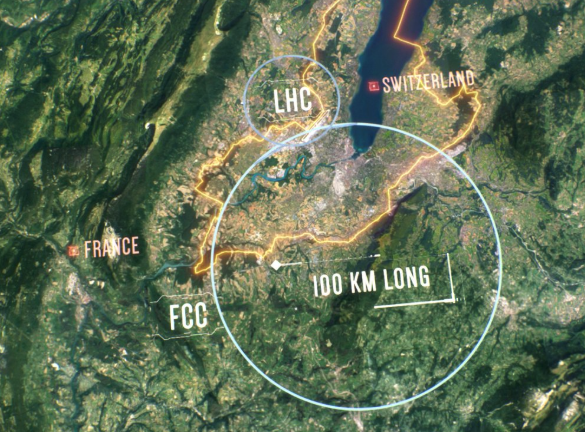 SWITZERLAND
LHC
FRANCE
100 KM LONG
FCC